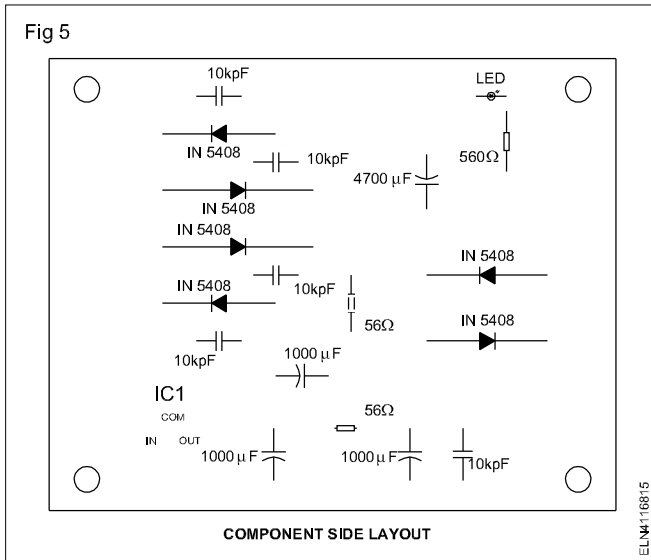 Fig 5
10kpF
LED
IN 5408
10kpF
560Ω
4700 µF
IN 5408
IN 5408
IN 5408
IN 5408
10kpF
56Ω
IN 5408
10kpF
1000 µF
IC1
COM
56Ω
IN OUT
1000 µF
1000 µF
10kpF
COMPONENT SIDE LAYOUT
ELN4116815